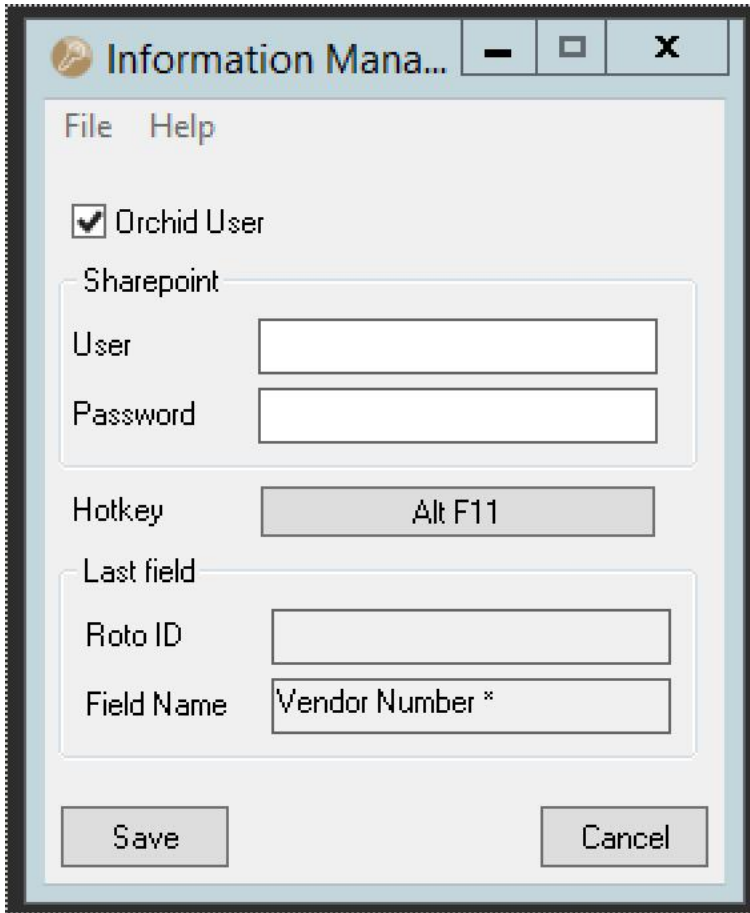 Information Mana...
File Help
Orchid User
Sharepoint
User
Password
Hotkey Alt F11
Last field
Roto ID
Field Name Vendor Number *
Save Cancel